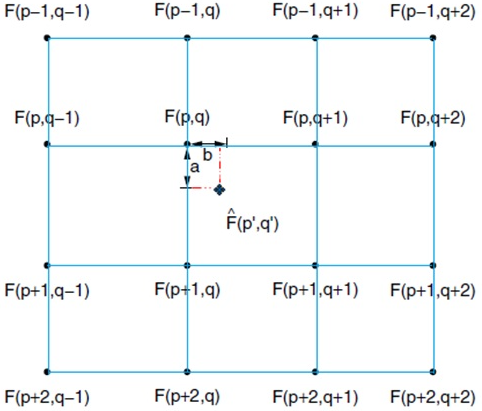 F(p−1,q−1) F(p−1,q) F(p−1,q+1) F(p−1,q+2)
F(p,q−1) F(p,q) F(p,q+1) F(p,q+2)
b
a
F̂(p',q')
F(p+1,q−1) F(p+1,q) F(p+1,q+1) F(p+1,q+2)
F(p+2,q−1) F(p+2,q) F(p+2,q+1) F(p+2,q+2)